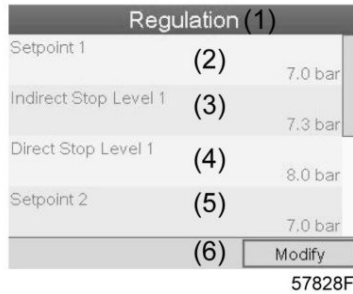 Regulation (1)
Setpoint 1
(2)
7.0 bar
Indirect Stop Level 1
(3)
7.3 bar
Direct Stop Level 1
(4)
8.0 bar
Setpoint 2
(5)
7.0 bar
(6) Modify
57828F